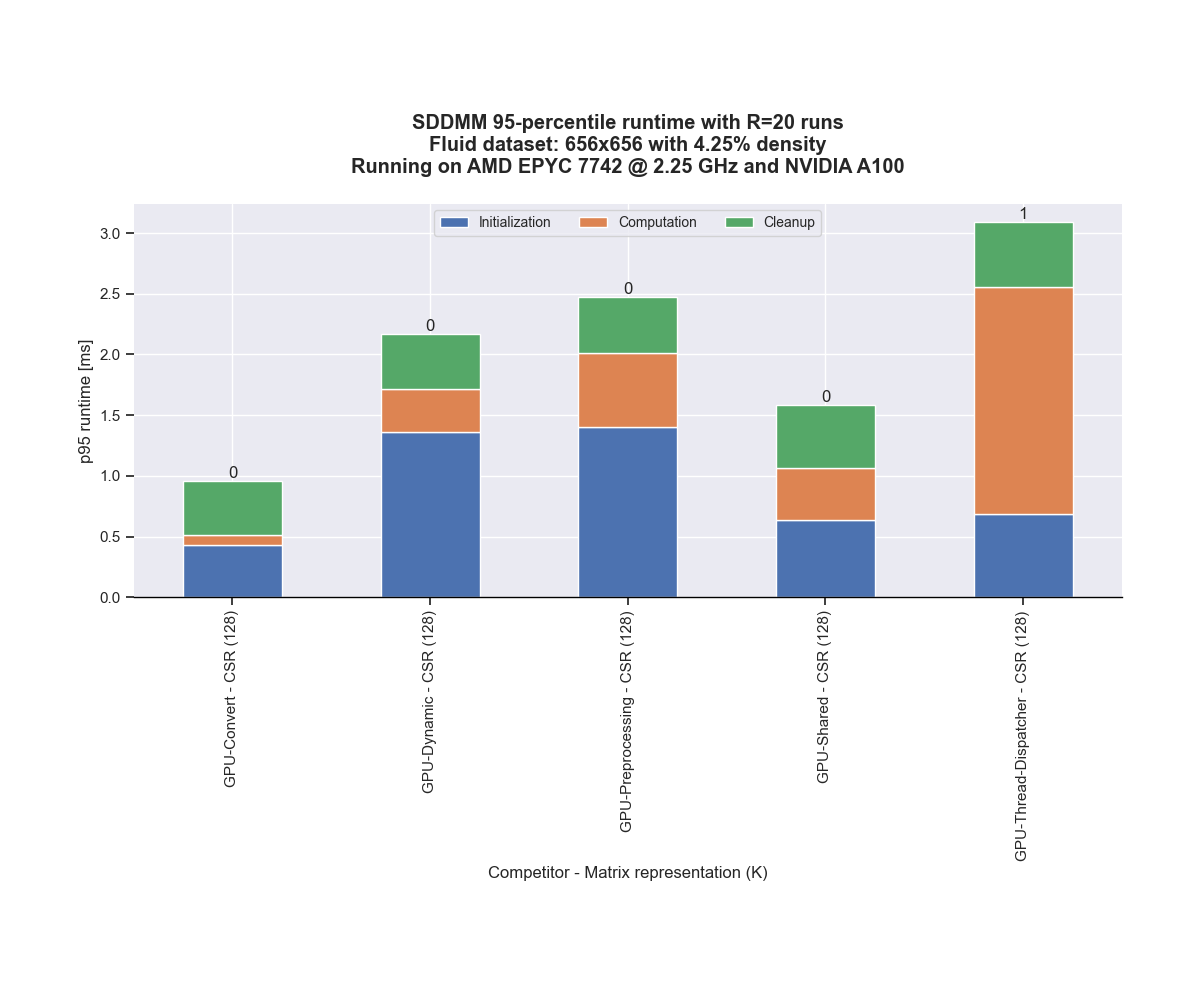 SDDMM 95-percentile runtime with R=20 runs
Fluid dataset: 656x656 with 4.25% density
Running on AMD EPYC 7742 @ 2.25 GHz and NVIDIA A100
Initialization
Computation
Cleanup
p95 runtime [ms]
3.0
2.5
2.0
1.5
1.0
0.5
0.0
0
0
0
0
1
GPU-Convert - CSR (128)
GPU-Dynamic - CSR (128)
GPU-Preprocessing - CSR (128)
GPU-Shared - CSR (128)
GPU-Thread-Dispatcher - CSR (128)
Competitor - Matrix representation (K)